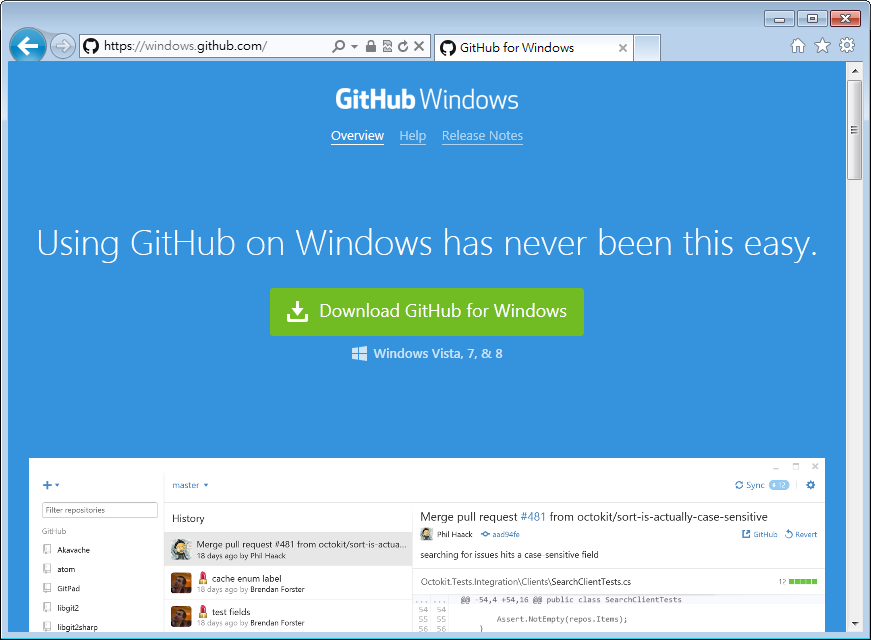 https://windows.github.com/
GitHub for Windows
GitHub Windows
Overview Help Release Notes
Using GitHub on Windows has never been this easy.
Download GitHub for Windows
Windows Vista, 7, & 8
master
Sync 12
Filter repositories
GitHub
Akavache
atom
GitPad
libgit2
libgit2sharp
History
Merge pull request #481 from octokit/sort-is-actua...
18 days ago by Phil Haack
cache enum label
18 days ago by Brendan Forster
test fields
18 days ago by Brendan Forster
Merge pull request #481 from octokit/sort-is-actually-case-sensitive
Phil Haack aad94fe GitHub Revert
searching for issues hits a case-sensitive field
Octokit.Tests.Integration\Clients\SearchClientTests.cs 12
... ... @@ -54,4 +54,16 @@ public class SearchClientTests
54 54
55 55 Assert.NotEmpty(repos.Items);
56 56 }